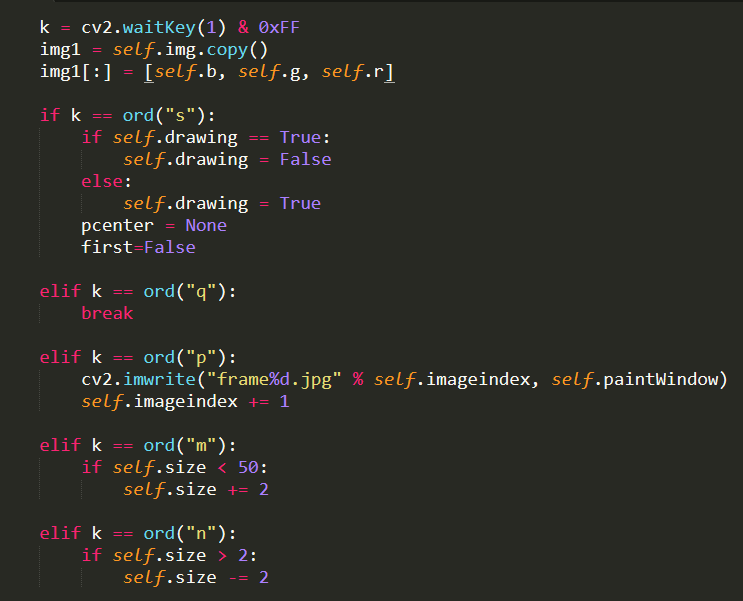 k = cv2.waitKey(1) & 0xFF
img1 = self.img.copy()
img1[:] = [self.b, self.g, self.r]

if k == ord("s"):
    if self.drawing == True:
        self.drawing = False
    else:
        self.drawing = True
    pcenter = None
    first=False

elif k == ord("q"):
    break

elif k == ord("p"):
    cv2.imwrite("frame%d.jpg" % self.imageindex, self.paintWindow)
    self.imageindex += 1

elif k == ord("m"):
    if self.size < 50:
        self.size += 2

elif k == ord("n"):
    if self.size > 2:
        self.size -= 2